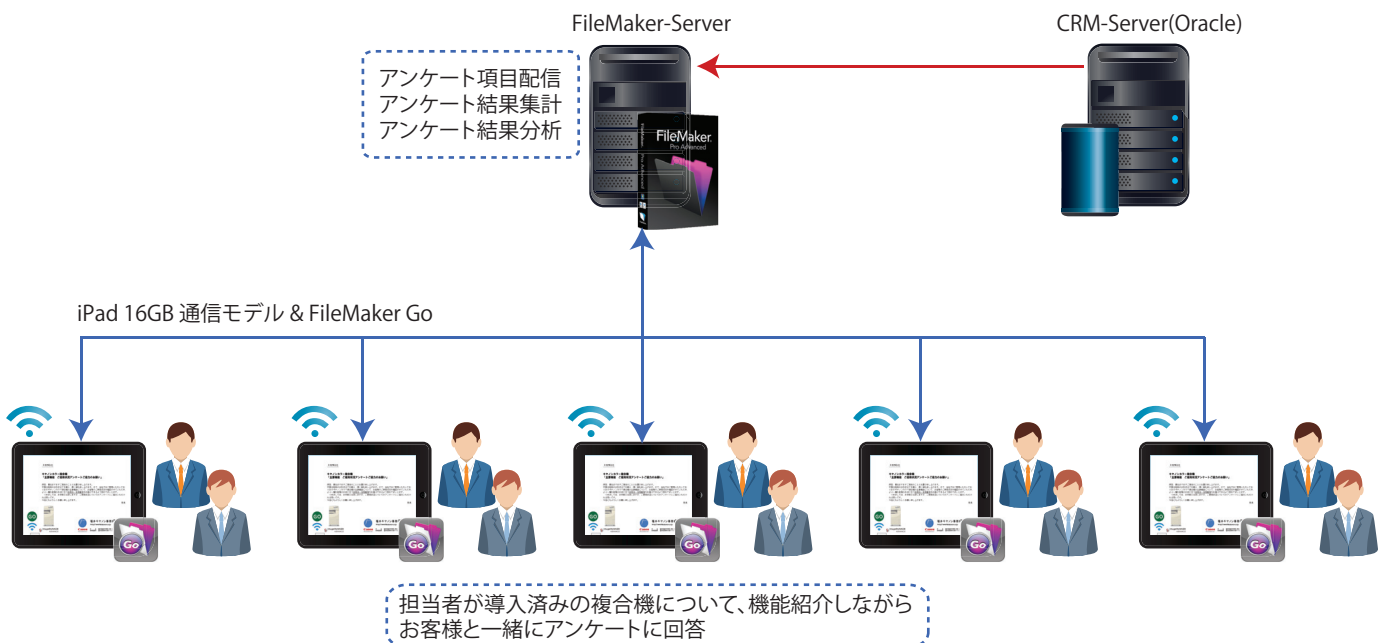 FileMaker-Server
CRM-Server(Oracle)
アンケート項目配信
アンケート結果集計
アンケート結果分析
FileMaker
Pro Advanced
iPad 16GB 通信モデル & FileMaker Go
Go
Go
Go
Go
Go
担当者が導入済みの複合機について、機能紹介しながら
お客様と一緒にアンケートに回答